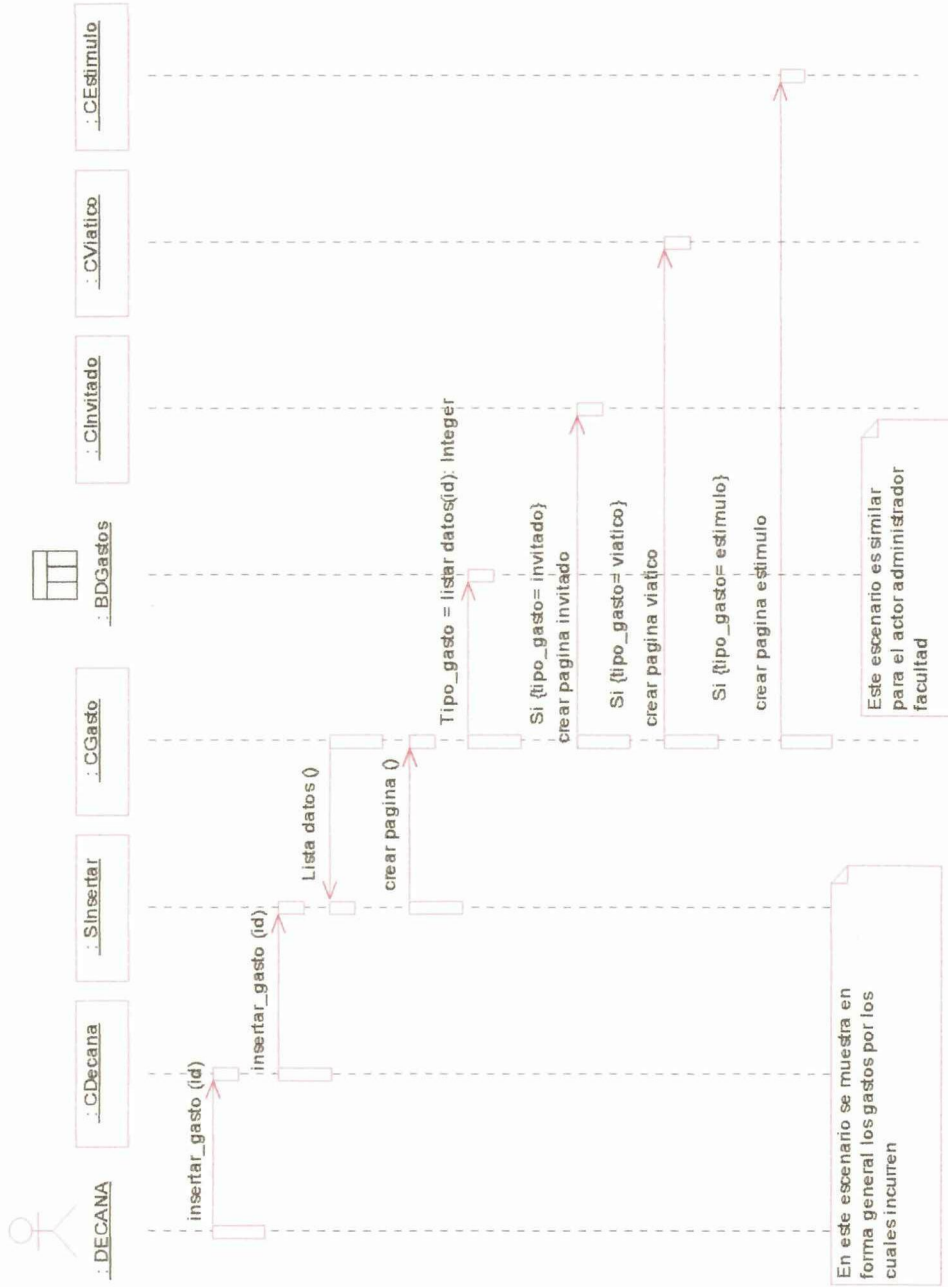 : DECANA
: CDecana
: SInsertar
: CGasto
: BDGastos
: CInvitado
: CViatico
: CEstimulo
insertar_gasto (id)
insertar_gasto (id)
Lista datos ()
crear pagina ()
Tipo_gasto = listar datos(id): Integer
Si {tipo_gasto= invitado}
crear pagina invitado
Si {tipo_gasto= viatico}
crear pagina viatico
Si {tipo_gasto= estimulo}
crear pagina estimulo
En este escenario se muestra en
forma general los gastos por los
cuales incurren
Este escenario es similar
para el actor administrador
facultad